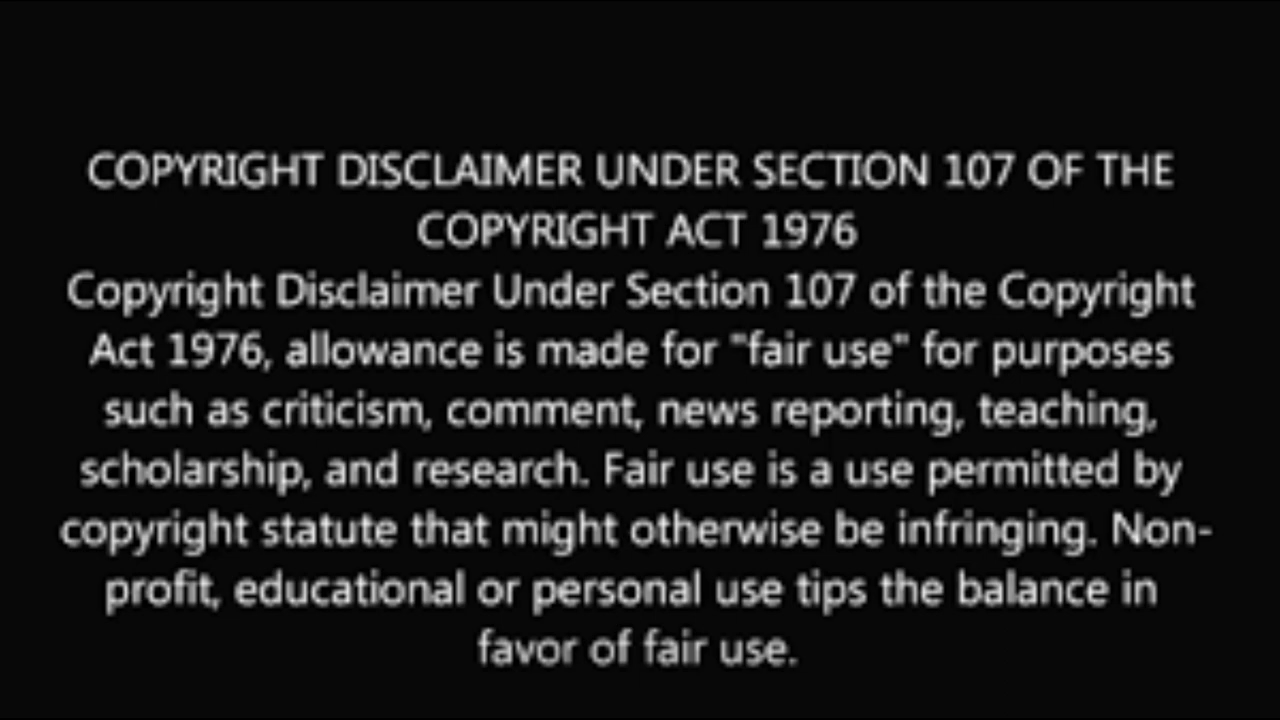 COPYRIGHT DISCLAIMER UNDER SECTION 107 OF THE
COPYRIGHT ACT 1976
Copyright Disclaimer Under Section 107 of the Copyright
Act 1976, allowance is made for "fair use" for purposes
such as criticism, comment, news reporting, teaching,
scholarship, and research. Fair use is a use permitted by
copyright statute that might otherwise be infringing. Non-
profit, educational or personal use tips the balance in
favor of fair use.